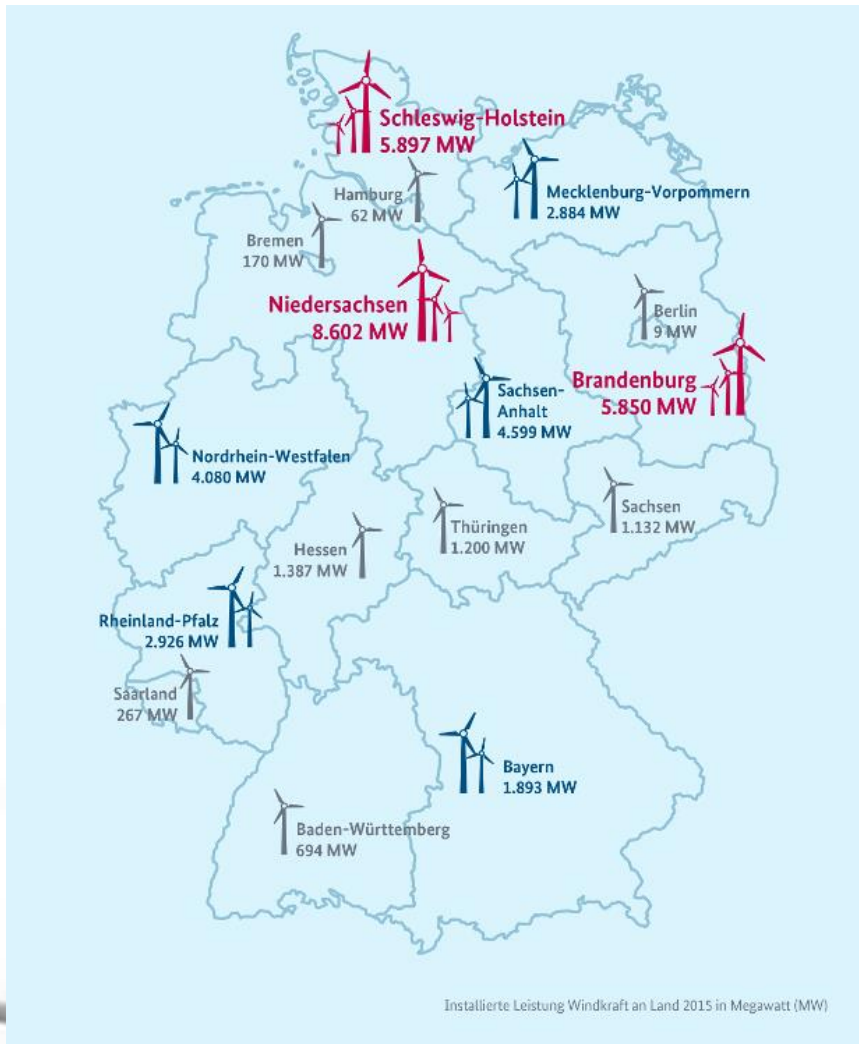 Schleswig-Holstein
5.897 MW
Hamburg
62 MW
Mecklenburg-Vorpommern
2.884 MW
Bremen
170 MW
Niedersachsen
8.602 MW
Berlin
9 MW
Brandenburg
5.850 MW
Sachsen-
Anhalt
4.599 MW
Nordrhein-Westfalen
4.080 MW
Sachsen
1.132 MW
Thüringen
1.200 MW
Hessen
1.387 MW
Rheinland-Pfalz
2.926 MW
Saarland
267 MW
Bayern
1.893 MW
Baden-Württemberg
694 MW
Installierte Leistung Windkraft an Land 2015 in Megawatt (MW)